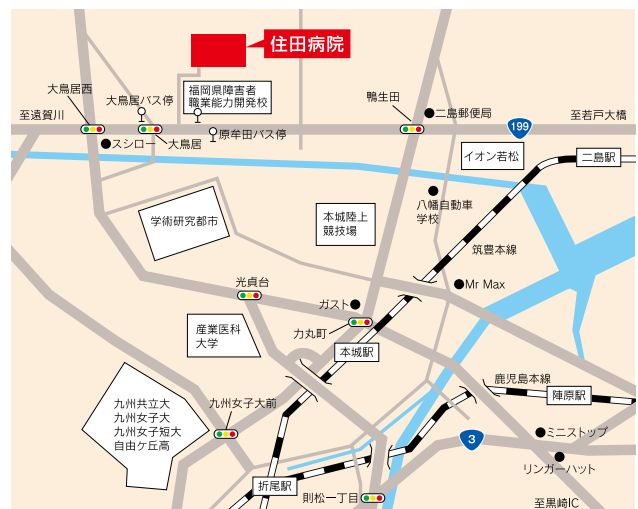 住田病院
福岡県障害者
職業能力開発校
大鳥居西
大鳥居バス停
鴨生田
二島郵便局
至遠賀川
至若戸大橋
199
スシロー
大鳥居
原牟田バス停
イオン若松
二島駅
八幡自動車
学校
学術研究都市
本城陸上
競技場
筑豊本線
光貞台
Mr Max
ガスト
力丸町
産業医科
大学
本城駅
鹿児島本線
陣原駅
九州共立大
九州女子大
九州女子短大
自由ケ丘高
九州女子大前
3
ミニストップ
リンガーハット
折尾駅
則松一丁目
至黒崎IC